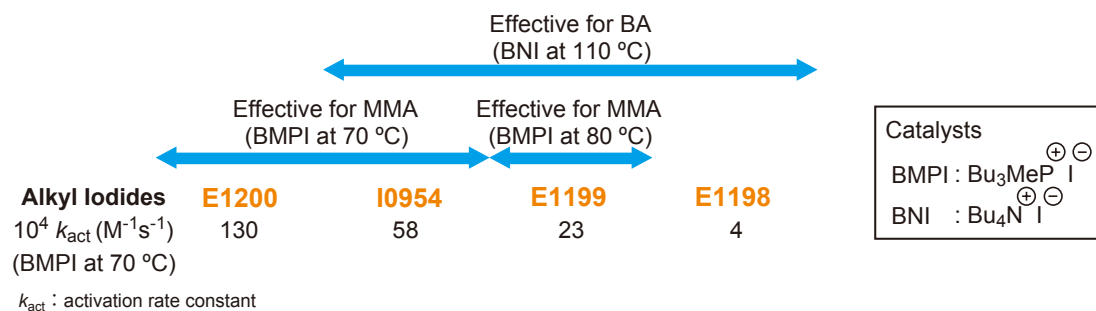 Effective for BA
(BNI at 110 ºC)
Effective for MMA
(BMPI at 70 ºC)
Effective for MMA
(BMPI at 80 ºC)
Alkyl Iodides E1200 I0954 E1199 E1198
10⁴ kact (M⁻¹s⁻¹) 130 58 23 4
(BMPI at 70 ºC)
kact : activation rate constant
Catalysts
BMPI : Bu₃MeP⊕ I⊖
BNI : Bu₄N⊕ I⊖